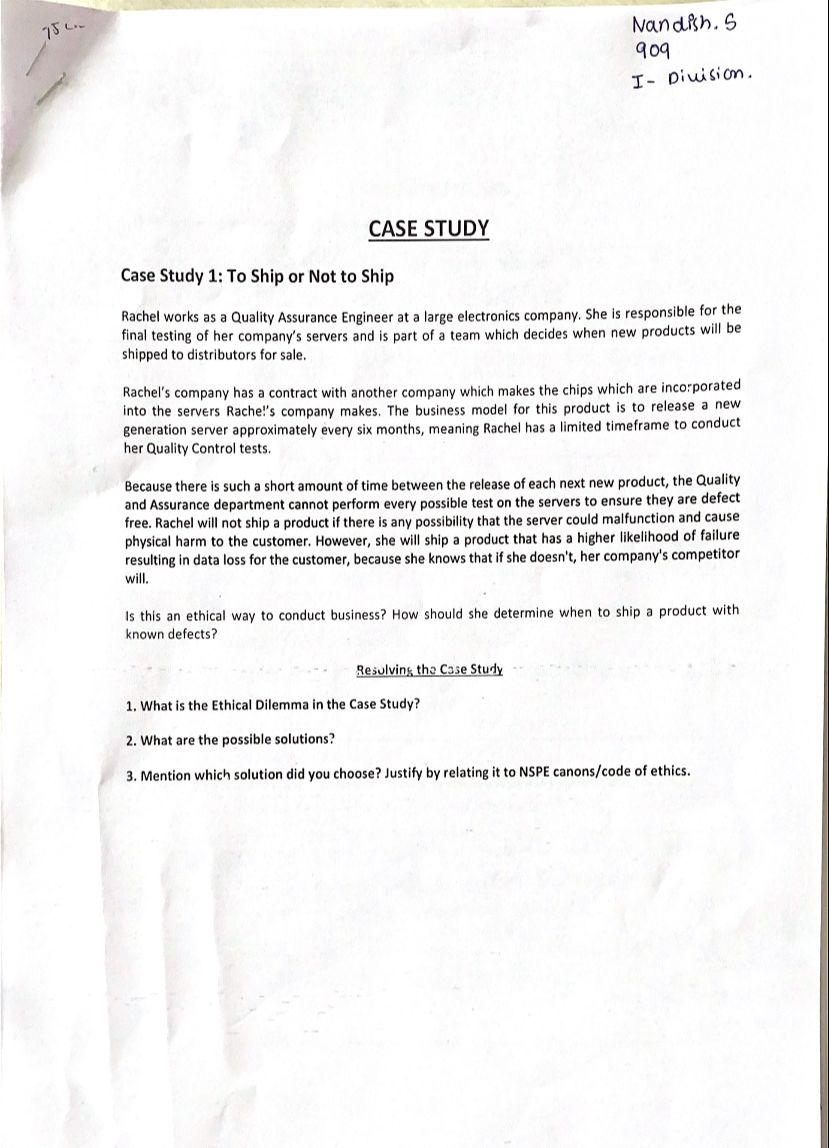 Nandish. S
909
I- Division.
CASE STUDY
Case Study 1: To Ship or Not to Ship
Rachel works as a Quality Assurance Engineer at a large electronics company. She is responsible for the
final testing of her company's servers and is part of a team which decides when new products will be
shipped to distributors for sale.
Rachel's company has a contract with another company which makes the chips which are incorporated
into the servers Rachel's company makes. The business model for this product is to release a new
generation server approximately every six months, meaning Rachel has a limited timeframe to conduct
her Quality Control tests.
Because there is such a short amount of time between the release of each next new product, the Quality
and Assurance department cannot perform every possible test on the servers to ensure they are defect
free. Rachel will not ship a product if there is any possibility that the server could malfunction and cause
physical harm to the customer. However, she will ship a product that has a higher likelihood of failure
resulting in data loss for the customer, because she knows that if she doesn't, her company's competitor
will.
Is this an ethical way to conduct business? How should she determine when to ship a product with
known defects?
Resolving the Case Study
1. What is the Ethical Dilemma in the Case Study?
2. What are the possible solutions?
3. Mention which solution did you choose? Justify by relating it to NSPE canons/code of ethics.